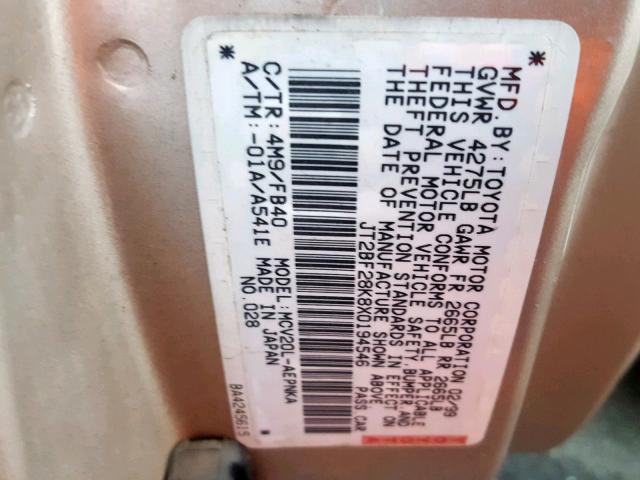 MFD. BY: TOYOTA MOTOR CORPORATION 02/99
GVWR 4275LB GAWR FR 2665LB RR 2665LB
THIS VEHICLE CONFORMS TO ALL APPLICABLE
FEDERAL MOTOR VEHICLE SAFETY, BUMPER, AND
THEFT PREVENTION STANDARDS IN EFFECT ON
THE DATE OF MANUFACTURE SHOWN ABOVE
JT2BF28K8X0194546 PASS CAR
* *
C/TR: 4M9/FB40 MODEL: MCV20L-AEPNKA
A/TM: -01A/A541E MADE IN JAPAN
NO. 028
BA4245615
TOYOTA